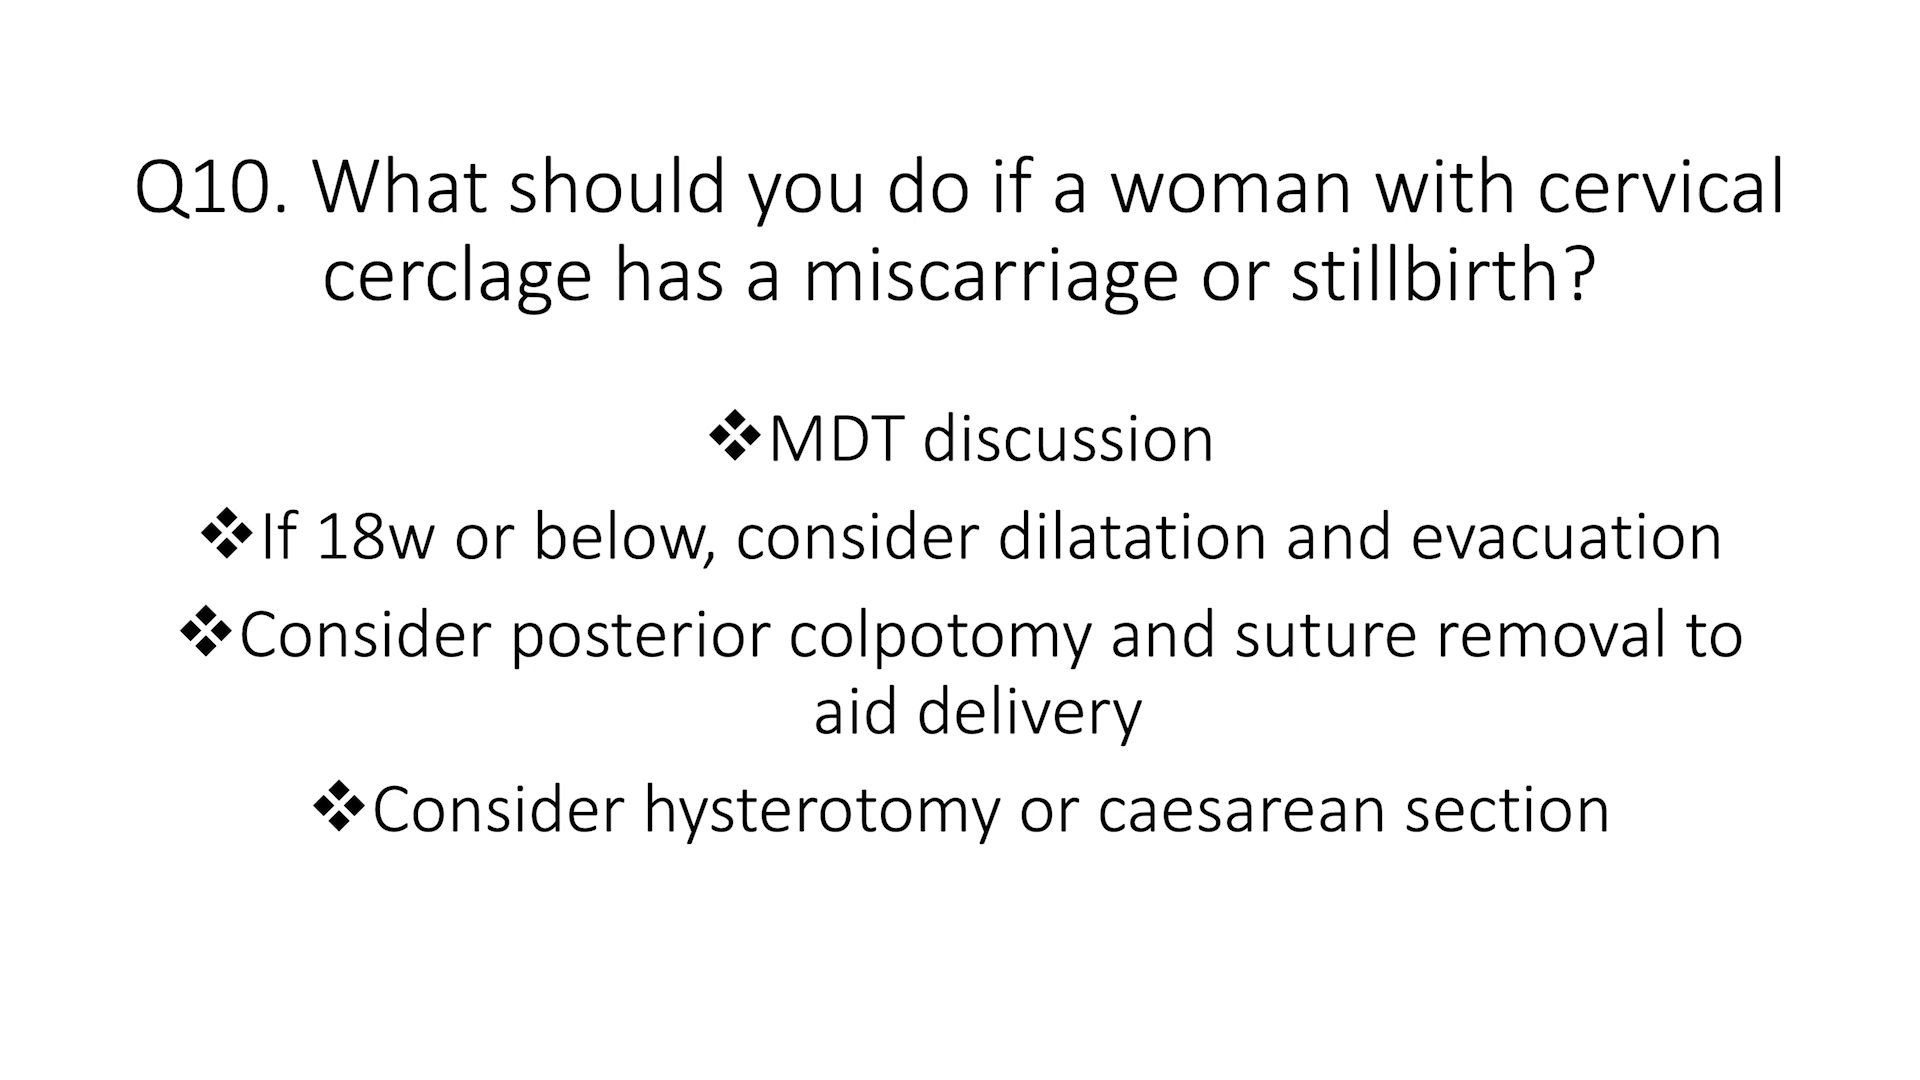 Q10. What should you do if a woman with cervical
cerclage has a miscarriage or stillbirth?
❖MDT discussion
❖If 18w or below, consider dilatation and evacuation
❖Consider posterior colpotomy and suture removal to
aid delivery
❖Consider hysterotomy or caesarean section